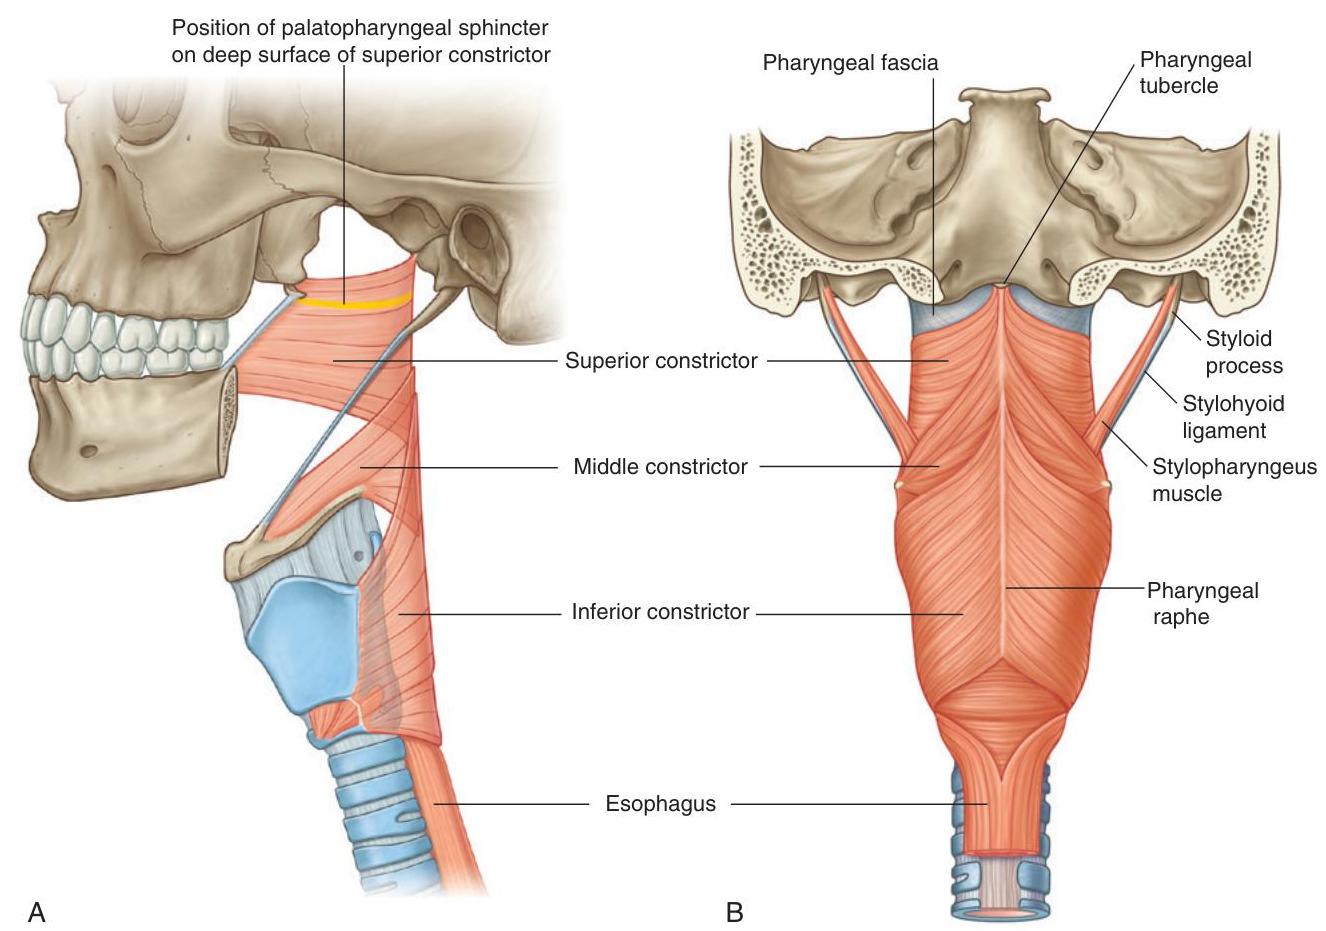 Position of palatopharyngeal sphincter
on deep surface of superior constrictor
Pharyngeal fascia
Pharyngeal
tubercle
Superior constrictor
Styloid
process
Stylohyoid
ligament
Middle constrictor
Stylopharyngeus
muscle
Inferior constrictor
Pharyngeal
raphe
Esophagus
A
B